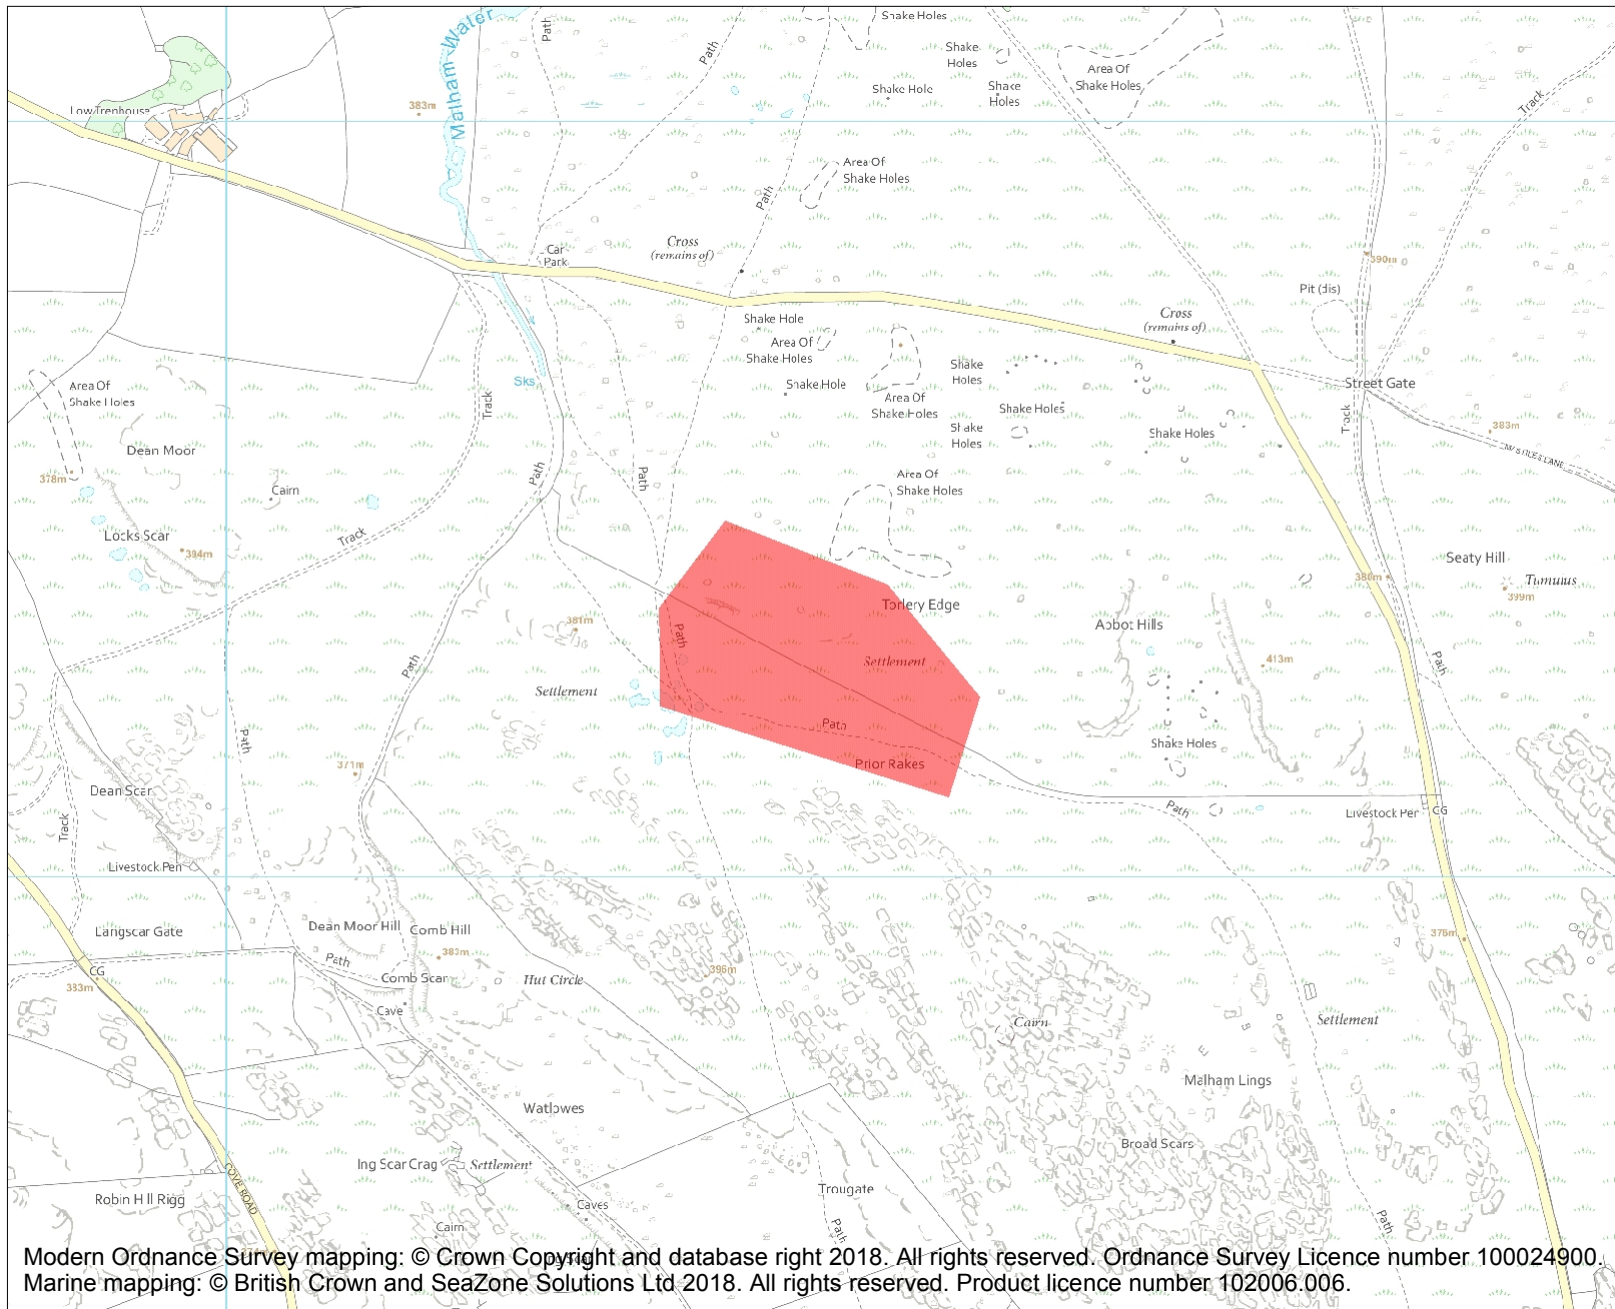 Path
Malham Water
Path
Shake Holes
Shake
Holes
Area Of
Shake Holes
Low Trenhouse
383m
Shake Hole
Shake
Holes
Track
Area Of
Shake Holes
Path
Car
Park
Cross
(remains of)
390m
Pit (dis)
Shake Hole
Cross
(remains of)
Area Of
Shake Holes
Shake
Holes
Sks
Area Of
Shake Holes
Track
Shake Hole
Area Of
Shake Holes
Shake Holes
Street Gate
Track
Shake
Holes
Shake Holes
383m
MASTILES LANE
Dean Moor
378m
Cairn
Path
Path
Area Of
Shake Holes
Locks Scar
394m
Track
Seaty Hill
380m
Tumulus
399m
Torlery Edge
381m
Path
Abbot Hills
Path
Settlement
413m
Path
Settlement
Path
Path
Shake Holes
371m
Prior Rakes
Dean Scar
Track
Path
Livestock Pen
CG
Livestock Pen
Langscar Gate
Dean Moor Hill
Comb Hill
376m
383m
Path
CG
383m
Comb Scar
Hut Circle
396m
Cave
Cairn
Settlement
Malham Lings
Watlowes
Broad Scars
Ing Scar Crag
Settlement
COVE ROAD
Robin Hill Rigg
Trougate
Caves
Cairn
Path
Path
Modern Ordnance Survey mapping: © Crown Copyright and database right 2018. All rights reserved. Ordnance Survey Licence number 100024900.
Marine mapping: © British Crown and SeaZone Solutions Ltd 2018. All rights reserved. Product licence number 102006.006.